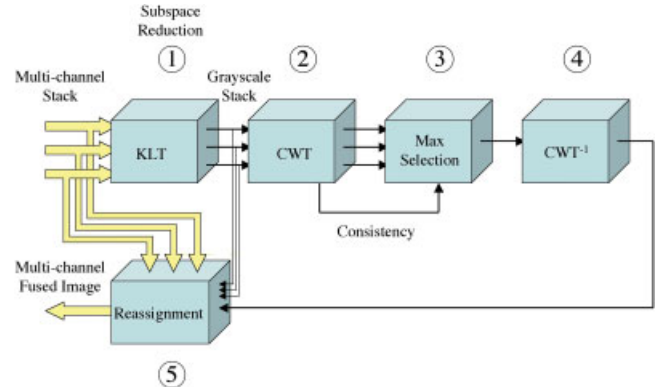 Subspace
Reduction
① ② ③ ④
Multi-channel
Stack
Grayscale
Stack
KLT
CWT
Max
Selection
CWT-1
Consistency
Multi-channel
Fused Image
Reassignment
⑤